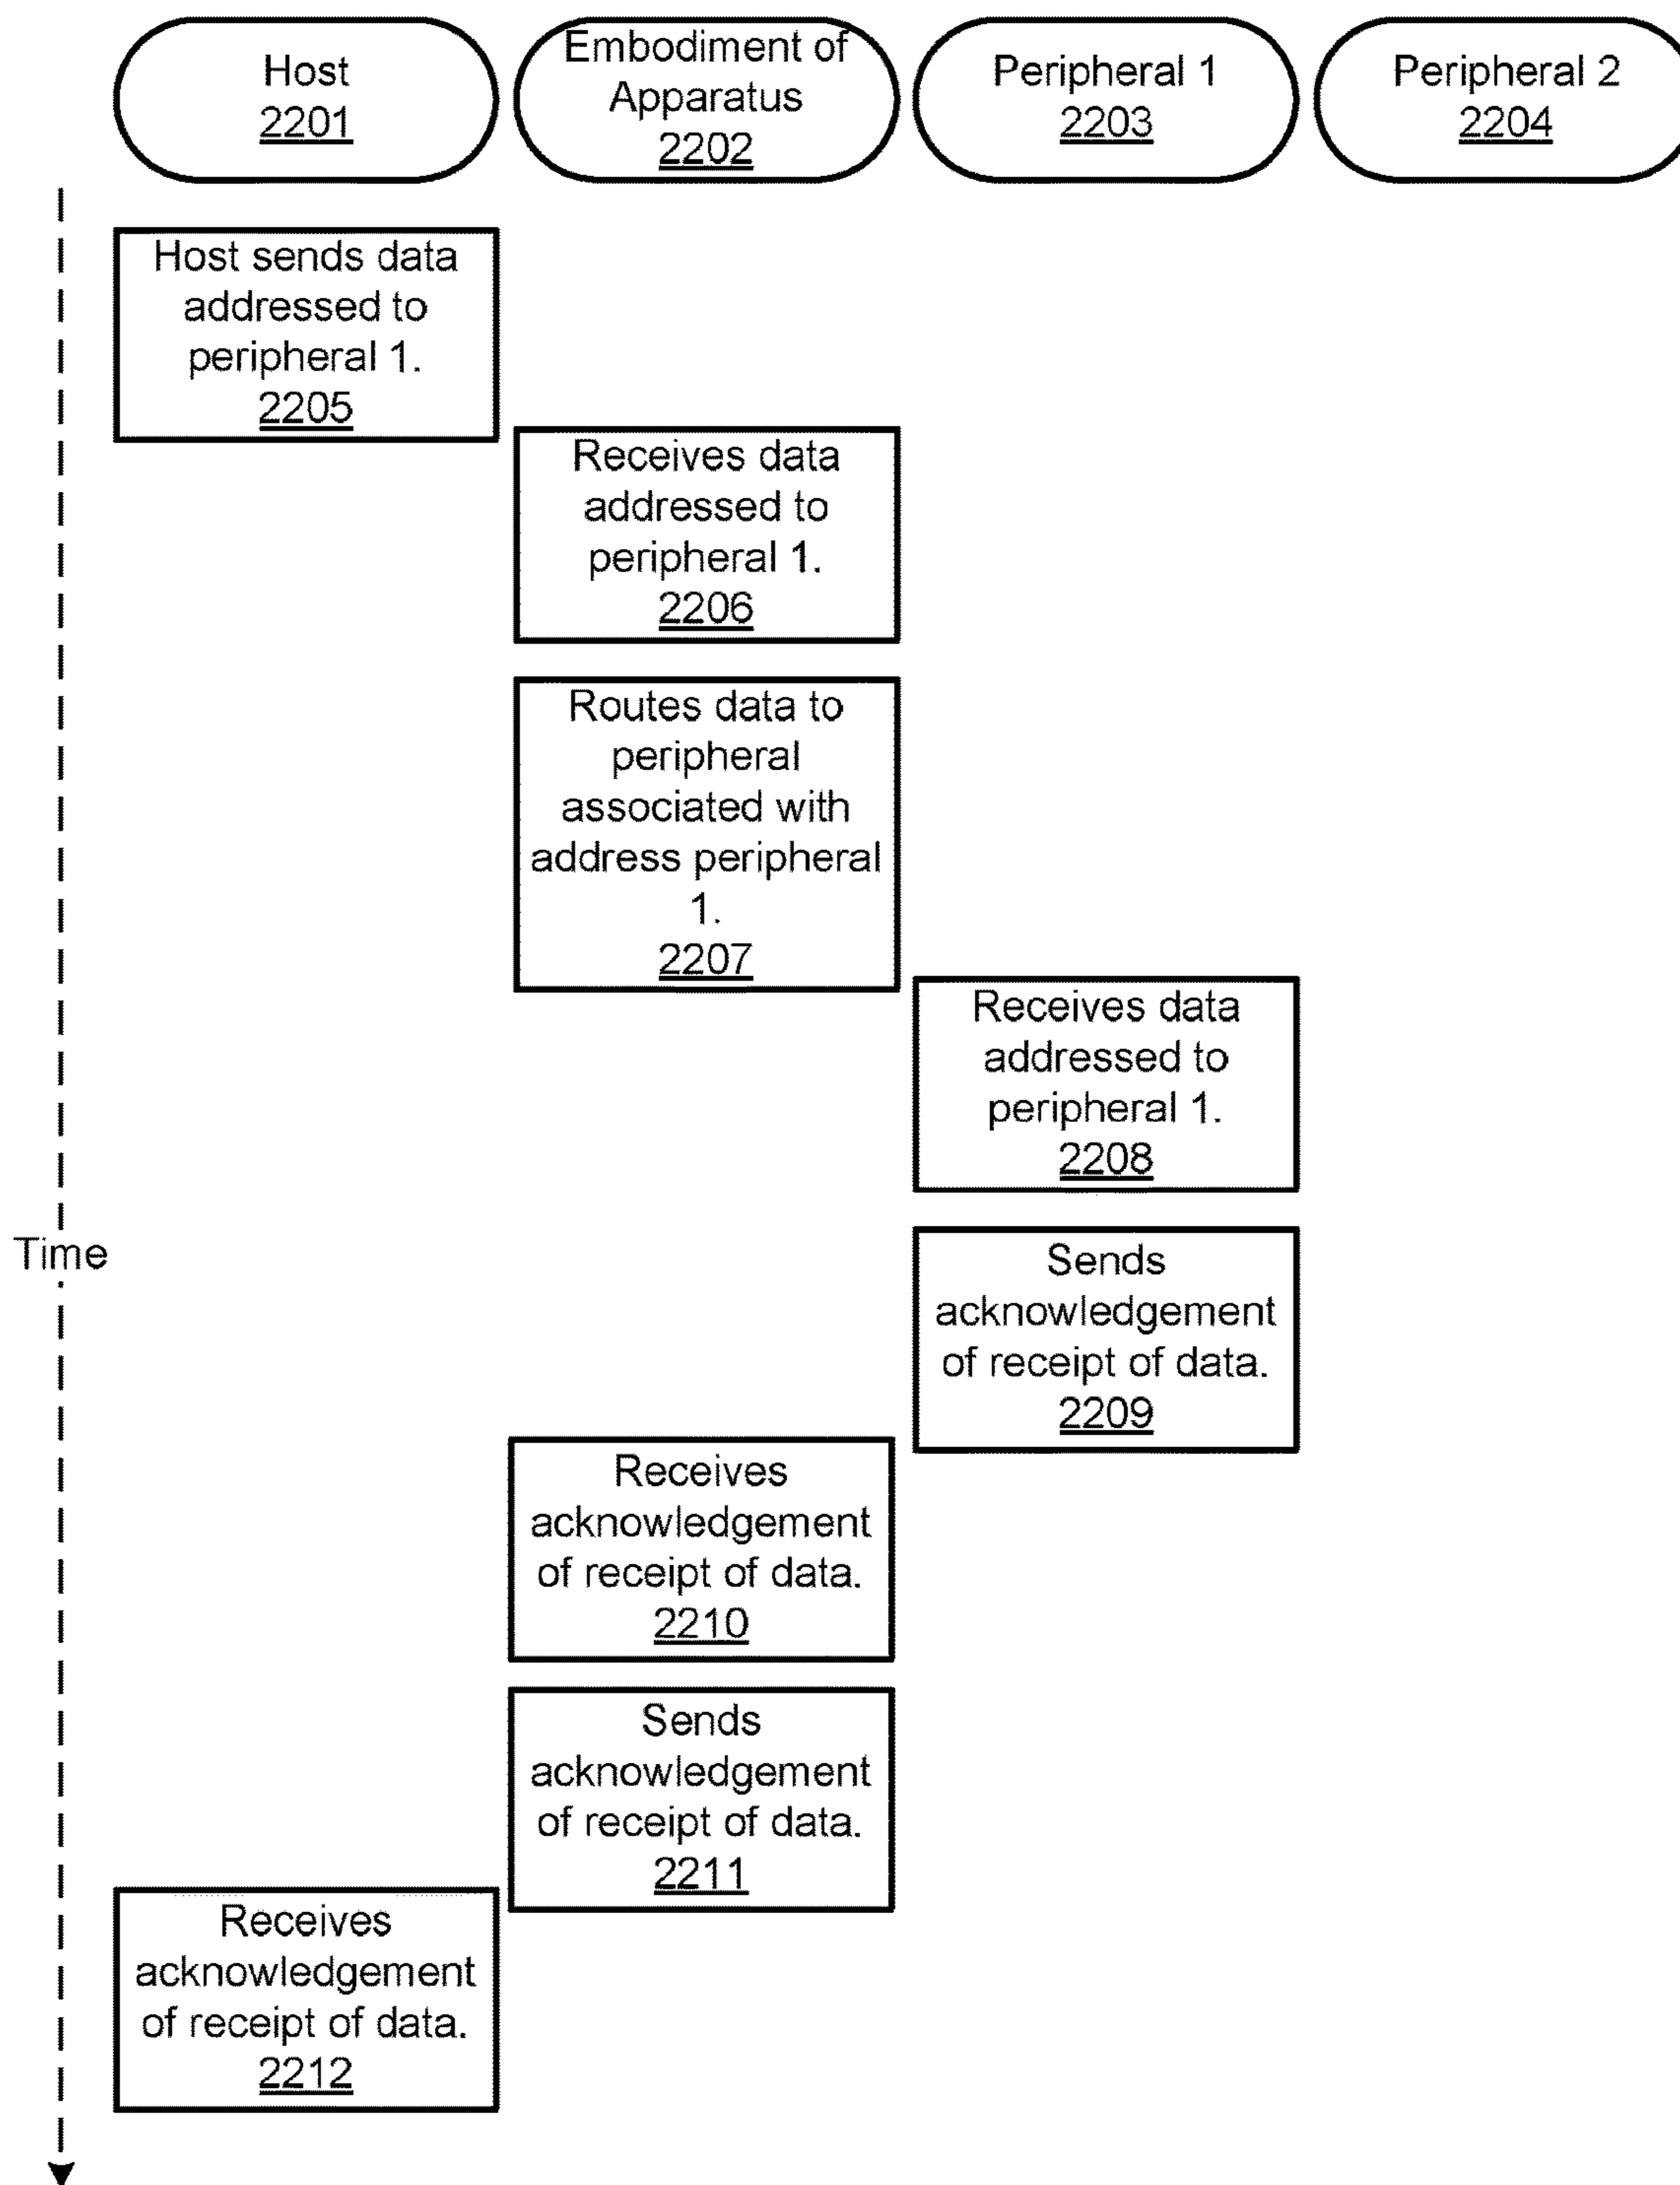 Host
2201
Embodiment of
Apparatus
2202
Peripheral 1
2203
Peripheral 2
2204
Host sends data
addressed to
peripheral 1.
2205
Receives data
addressed to
peripheral 1.
2206
Routes data to
peripheral
associated with
address peripheral
1.
2207
Receives data
addressed to
peripheral 1.
2208
Time
Sends
acknowledgement
of receipt of data.
2209
Receives
acknowledgement
of receipt of data.
2210
Sends
acknowledgement
of receipt of data.
2211
Receives
acknowledgement
of receipt of data.
2212